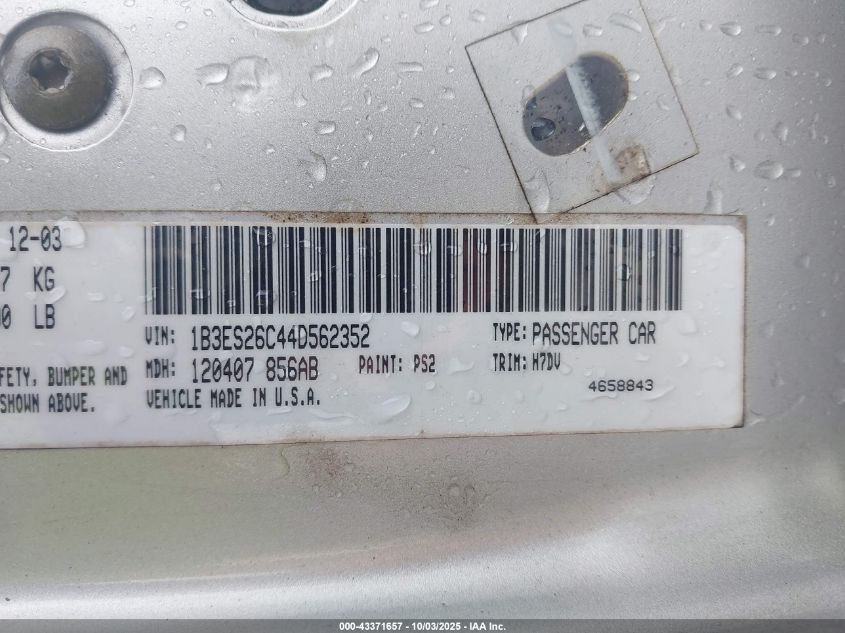 12-03
7 KG
0 LB
FETY, BUMPER AND
SHOWN ABOVE.
VIN: 1B3ES26C44D562352 TYPE: PASSENGER CAR
MDH: 120407 856AB PAINT: PS2 TRIM: H7DV
VEHICLE MADE IN U.S.A. 4658843
000-43371657 - 10/03/2025 - IAA Inc.